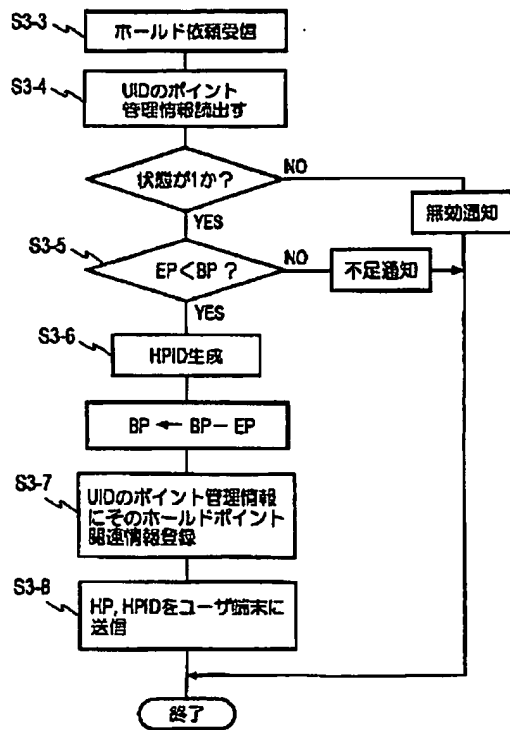 S3-3
ホールド依頼受信
S3-4
UIDのポイント
管理情報読出す
状態が1か?
NO
無効通知
YES
S3-5
EP<BP ?
NO
不足通知
YES
S3-6
HPID生成
BP ← BP− EP
S3-7
UIDのポイント管理情報
にそのホールドポイント
関連情報登録
S3-8
HP, HPIDをユーザ端末に
送信
終了